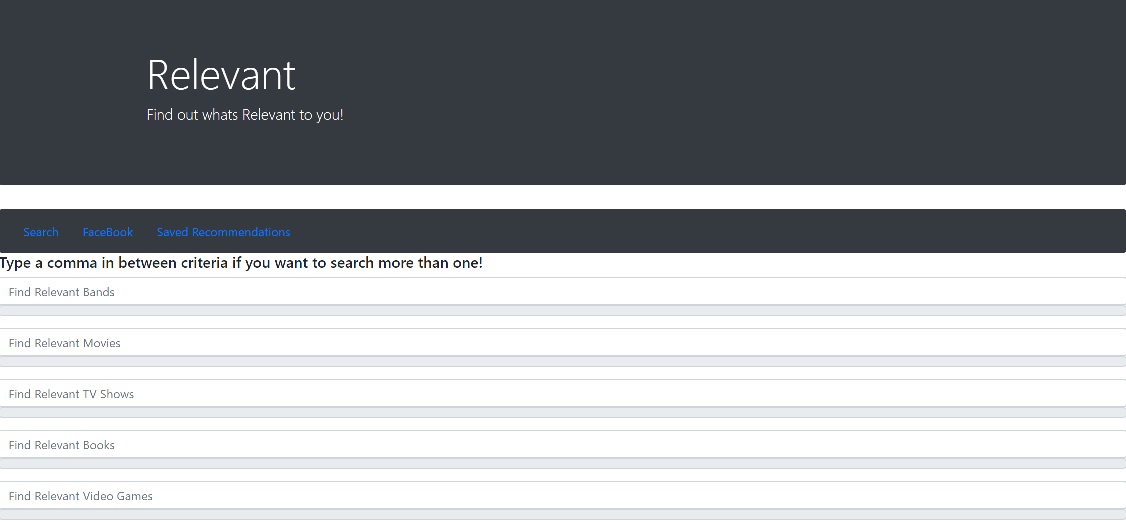 Relevant
Find out whats Relevant to you!
Search FaceBook Saved Recommendations
Type a comma in between criteria if you want to search more than one!
Find Relevant Bands
Find Relevant Movies
Find Relevant TV Shows
Find Relevant Books
Find Relevant Video Games